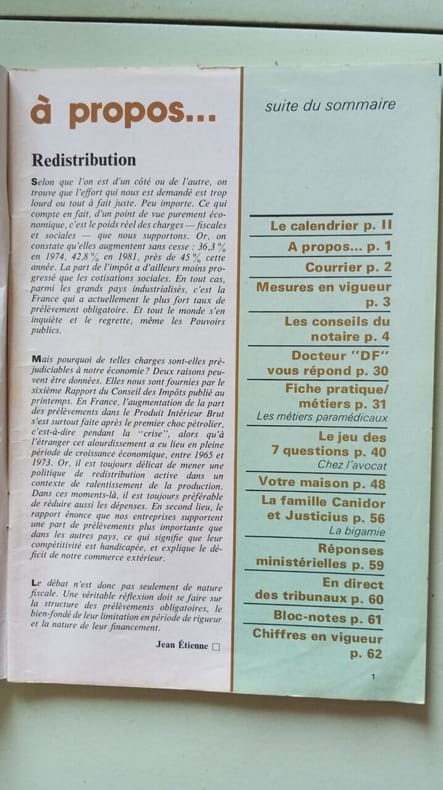 à propos...
Redistribution
Selon que l'on est d'un côté ou de l'autre, on
trouve que l'effort qui nous est demandé est trop
lourd ou tout à fait juste. Peu importe. Ce qui
compte en fait, d'un point de vue purement éco-
nomique, c'est le poids réel des charges — fiscales
et sociales — que nous supportons. Or, on
constate qu'elles augmentent sans cesse : 36,3 %
en 1974, 42,8 % en 1981, près de 45 % cette
année. La part de l'impôt a d'ailleurs moins pro-
gressé que les cotisations sociales. En tout cas,
parmi les grands pays industrialisés, c'est la
France qui a actuellement le plus fort taux de
prélèvement obligatoire. Et tout le monde s'en
inquiète et le regrette, même les Pouvoirs
publics.
Mais pourquoi de telles charges sont-elles pré-
judiciables à notre économie? Deux raisons peu-
vent être données. Elles nous sont fournies par le
sixième Rapport du Conseil des Impôts publié au
printemps. En France, l'augmentation de la part
des prélèvements dans le Produit Intérieur Brut
s'est surtout faite après le premier choc pétrolier,
c'est-à-dire pendant la "crise", alors qu'à
l'étranger cet alourdissement a eu lieu en pleine
période de croissance économique, entre 1965 et
1973. Or, il est toujours délicat de mener une
politique de redistribution active dans un
contexte de ralentissement de la production.
Dans ces moments-là, il est toujours préférable
de réduire aussi les dépenses. En second lieu, le
rapport énonce que nos entreprises supportent
une part de prélèvements plus importante que
dans les autres pays, ce qui signifie que leur
compétitivité est handicapée, et explique le dé-
ficit de notre commerce extérieur.
Le débat n'est donc pas seulement de nature
fiscale. Une véritable réflexion doit se faire sur
la structure des prélèvements obligatoires, le
bien-fondé de leur limitation en période de rigueur
et la nature de leur financement.
Jean Étienne □
suite du sommaire
Le calendrier p. II
A propos... p. 1
Courrier p. 2
Mesures en vigueur
p. 3
Les conseils du
notaire p. 4
Docteur "DF"
vous répond p. 30
Fiche pratique/
métiers p. 31
Les métiers paramédicaux
Le jeu des
7 questions p. 40
Chez l'avocat
Votre maison p. 48
La famille Canidor
et Justicius p. 56
La bigamie
Réponses
ministérielles p. 59
En direct
des tribunaux p. 60
Bloc-notes p. 61
Chiffres en vigueur
p. 62
1